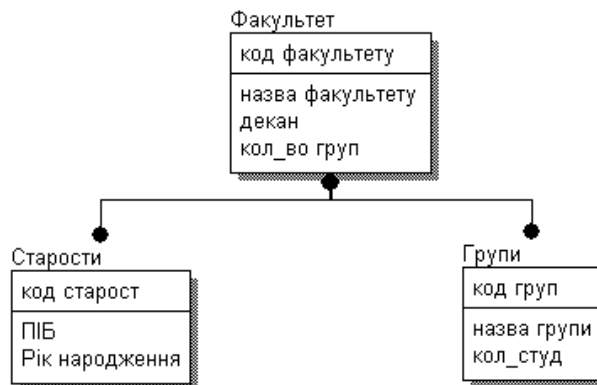 Факультет
код факультету
назва факультету
декан
кол_во груп
Старости
код старост
ПІБ
Рік народження
Групи
код груп
назва групи
кол_студ